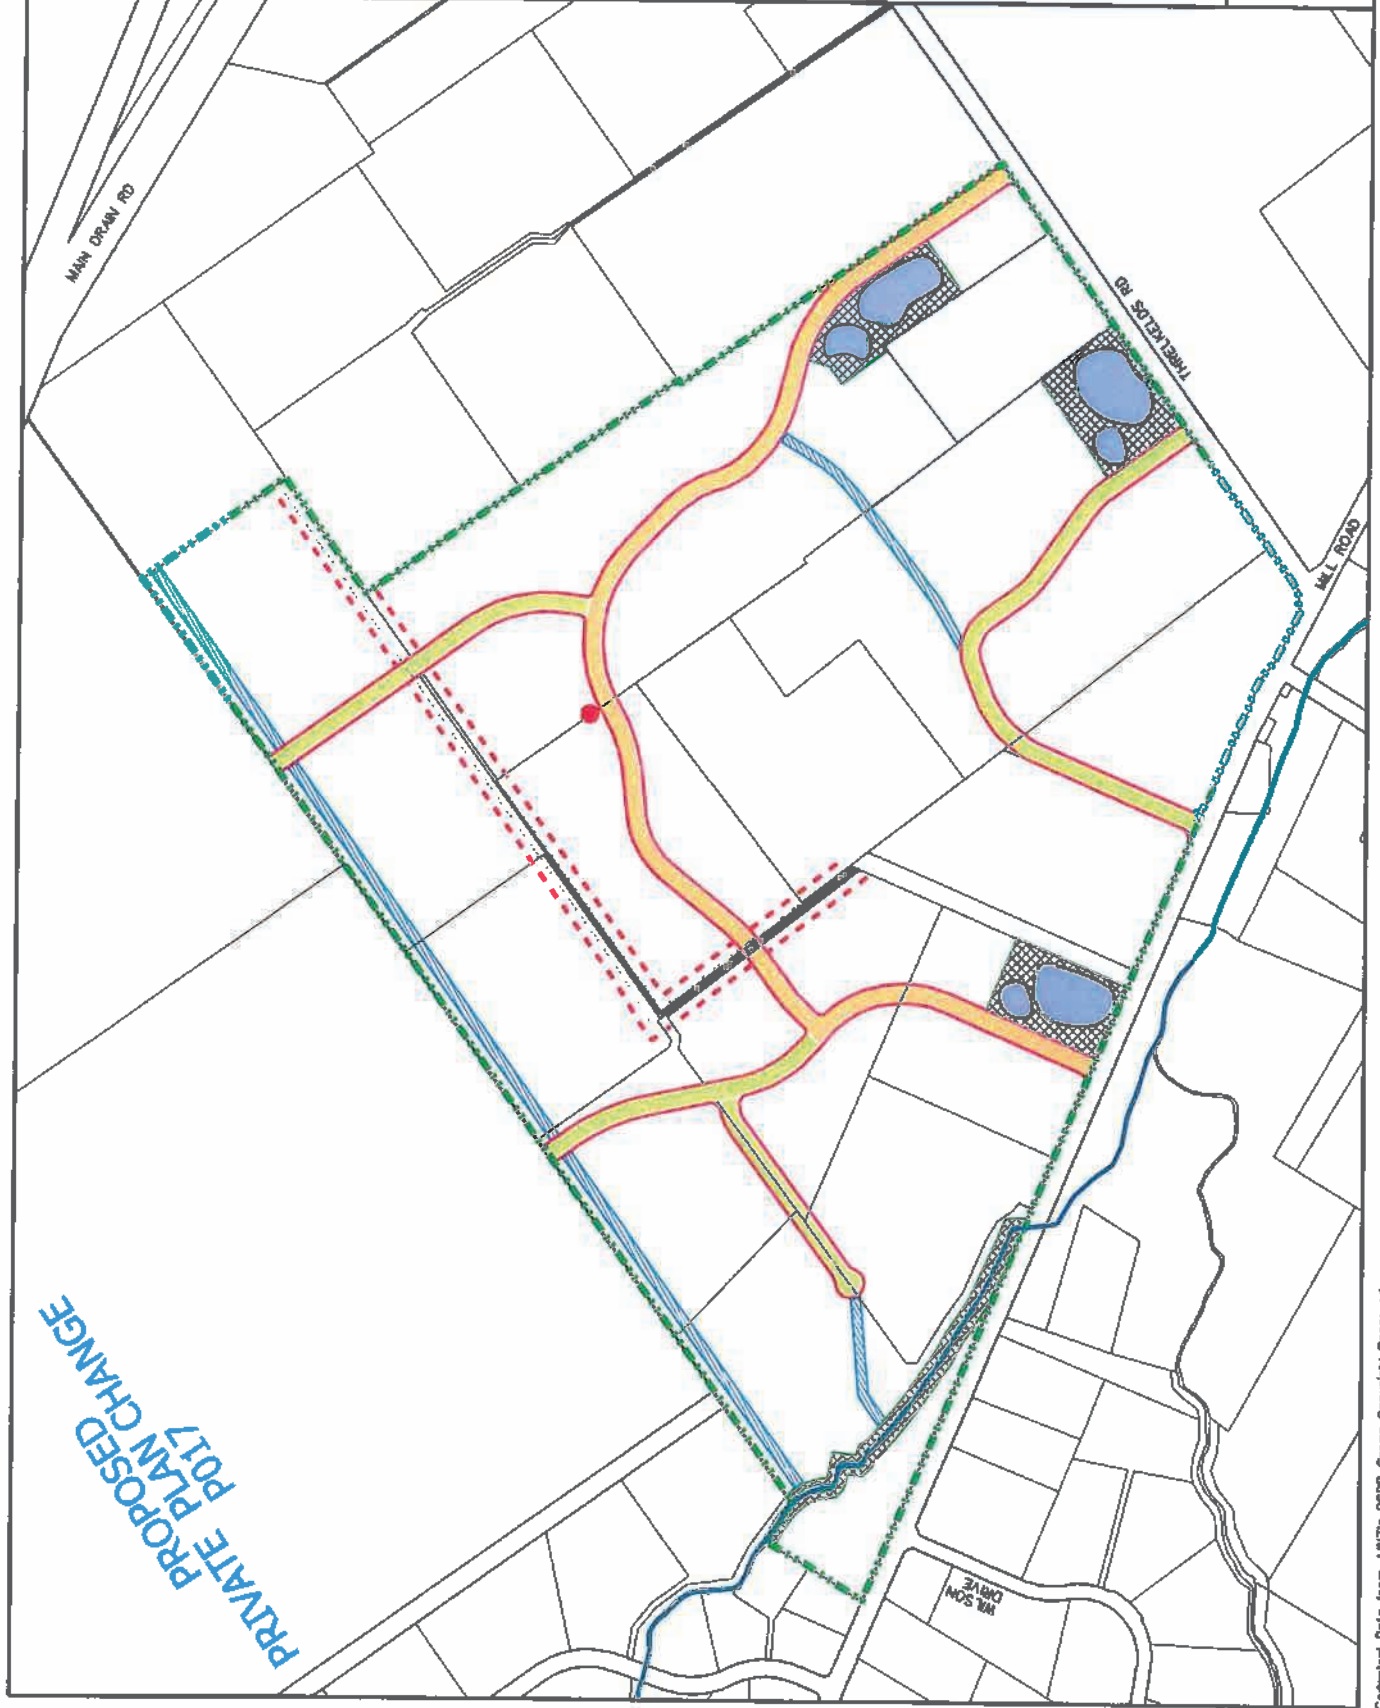 MAIN DRAIN RD
THRELKELDS RD
MILL ROAD
WILSON
DRIVE
PROPOSED
PRIVATE PLAN CHANGE
P017